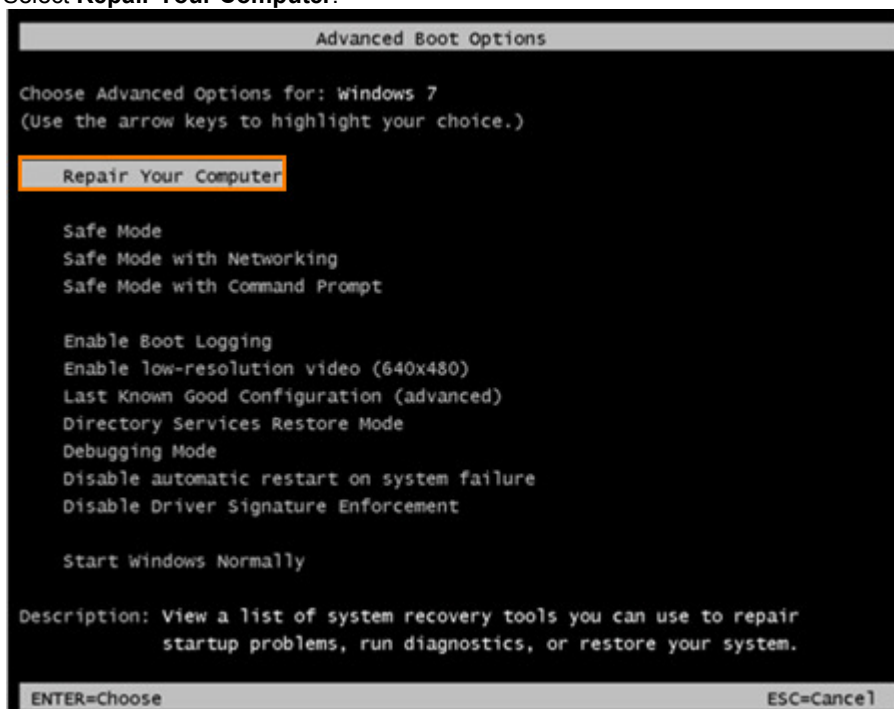 Select Repair Your Computer.
Advanced Boot Options
Choose Advanced Options for: Windows 7
(Use the arrow keys to highlight your choice.)
Repair Your Computer
Safe Mode
Safe Mode with Networking
Safe Mode with Command Prompt
Enable Boot Logging
Enable low-resolution video (640x480)
Last Known Good Configuration (advanced)
Directory Services Restore Mode
Debugging Mode
Disable automatic restart on system failure
Disable Driver Signature Enforcement
Start Windows Normally
Description: View a list of system recovery tools you can use to repair
startup problems, run diagnostics, or restore your system.
ENTER=Choose ESC=Cancel